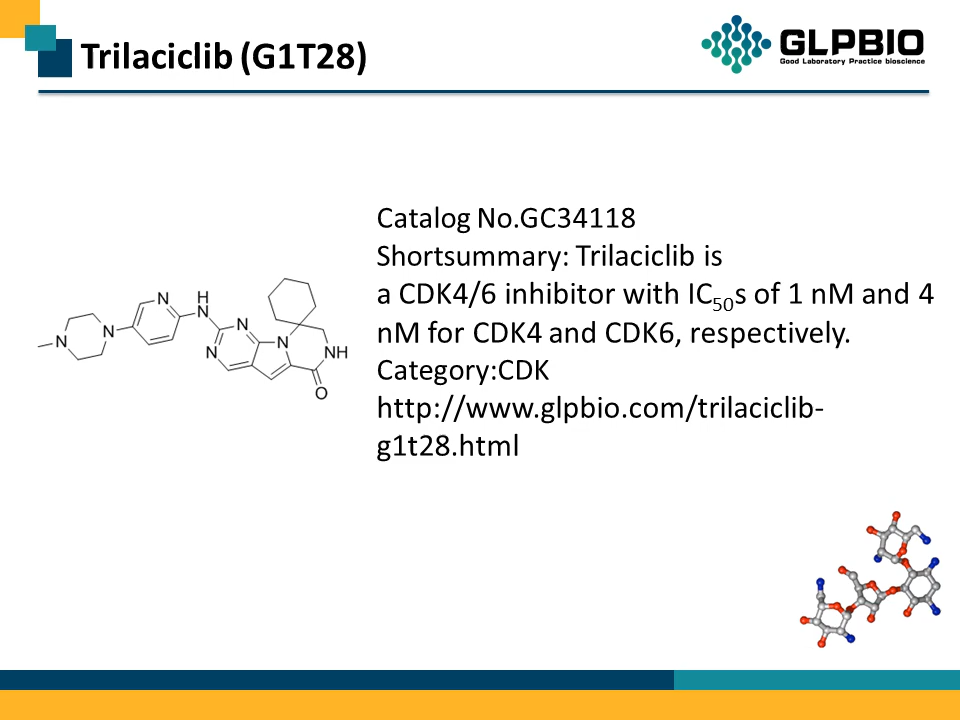 Trilaciclib (G1T28)
GLPBIO
Good Laboratory Practice bioscience
Catalog No.GC34118
Shortsummary: Trilaciclib is
a CDK4/6 inhibitor with IC50s of 1 nM and 4
nM for CDK4 and CDK6, respectively.
Category:CDK
http://www.glpbio.com/trilaciclib-
g1t28.html
N
H
N
N
N
N
N
N
NH
O